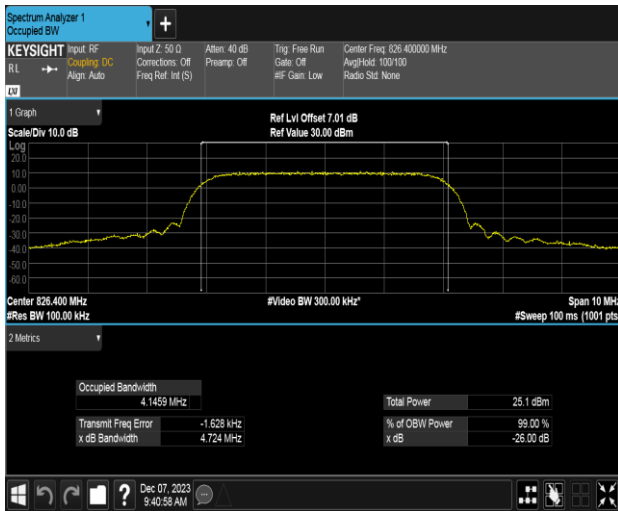 Spectrum Analyzer 1
Occupied BW
+
KEYSIGHT Input: RF Input Z: 50 Ω Atten: 40 dB Trig: Free Run Center Freq: 826.400000 MHz
RL Coupling: DC Corrections: Off Preamp: Off Gate: Off Avg|Hold: 100/100
Align: Auto Freq Ref: Int (S) #IF Gain: Low Radio Std: None
LXI
1 Graph Ref Lvl Offset 7.01 dB
Scale/Div 10.0 dB Ref Value 30.00 dBm
Log
20.0
10.0
0.00
-10.0
-20.0
-30.0
-40.0
-50.0
-60.0
Center 826.400 MHz #Video BW 300.00 kHz* Span 10 MHz
#Res BW 100.00 kHz #Sweep 100 ms (1001 pts
2 Metrics
Occupied Bandwidth
4.1459 MHz Total Power 25.1 dBm
Transmit Freq Error -1.628 kHz % of OBW Power 99.00 %
x dB Bandwidth 4.724 MHz x dB -26.00 dB
? Dec 07, 2023
9:40:58 AM